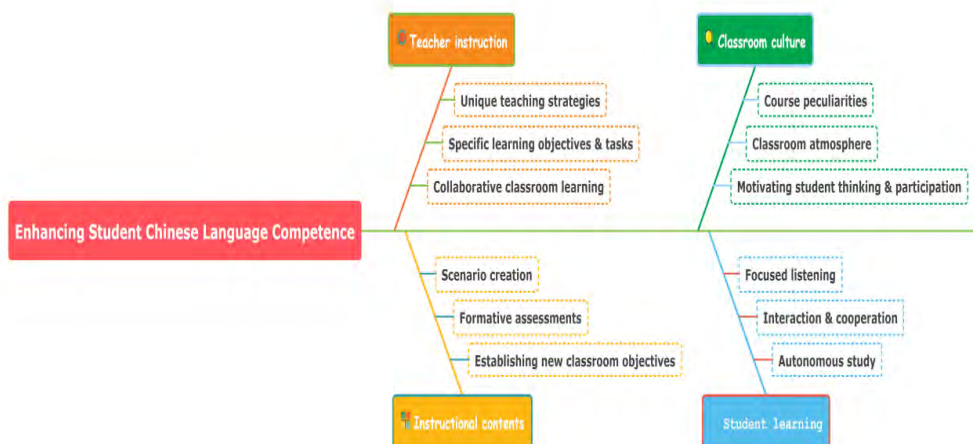 Teacher instruction
Unique teaching strategies
Specific learning objectives & tasks
Collaborative classroom learning
Classroom culture
Course peculiarities
Classroom atmosphere
Motivating student thinking & participation
Enhancing Student Chinese Language Competence
Scenario creation
Formative assessments
Establishing new classroom objectives
Instructional contents
Focused listening
Interaction & cooperation
Autonomous study
Student learning